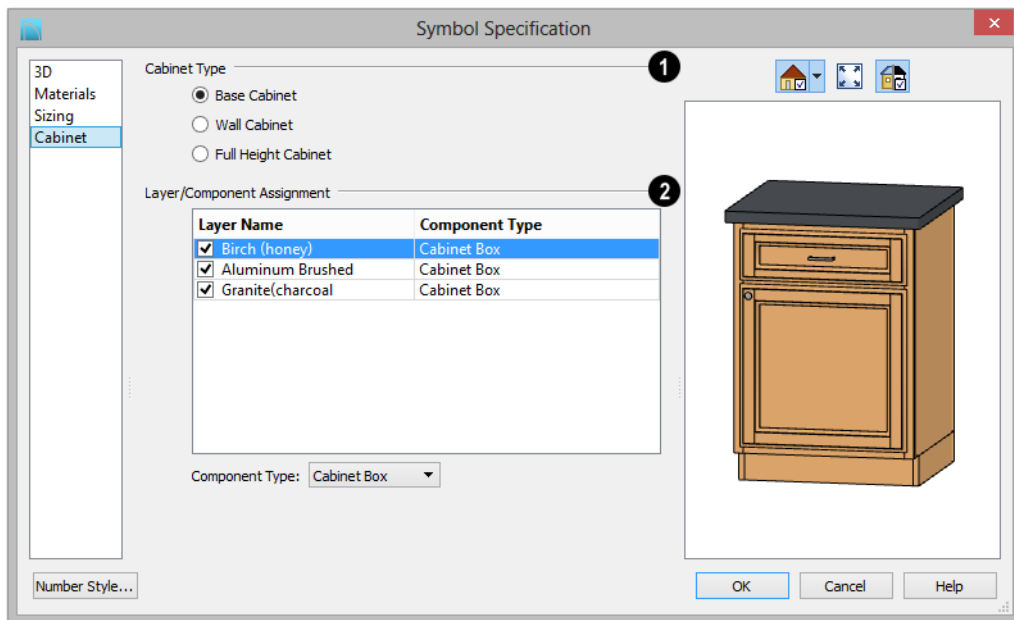 Symbol Specification
×
3D
Materials
Sizing
Cabinet
Cabinet Type
1
Base Cabinet
Wall Cabinet
Full Height Cabinet
Layer/Component Assignment
2
Layer Name Component Type
Birch (honey) Cabinet Box
Aluminum Brushed Cabinet Box
Granite(charcoal Cabinet Box
Component Type: Cabinet Box
Number Style...
OK
Cancel
Help